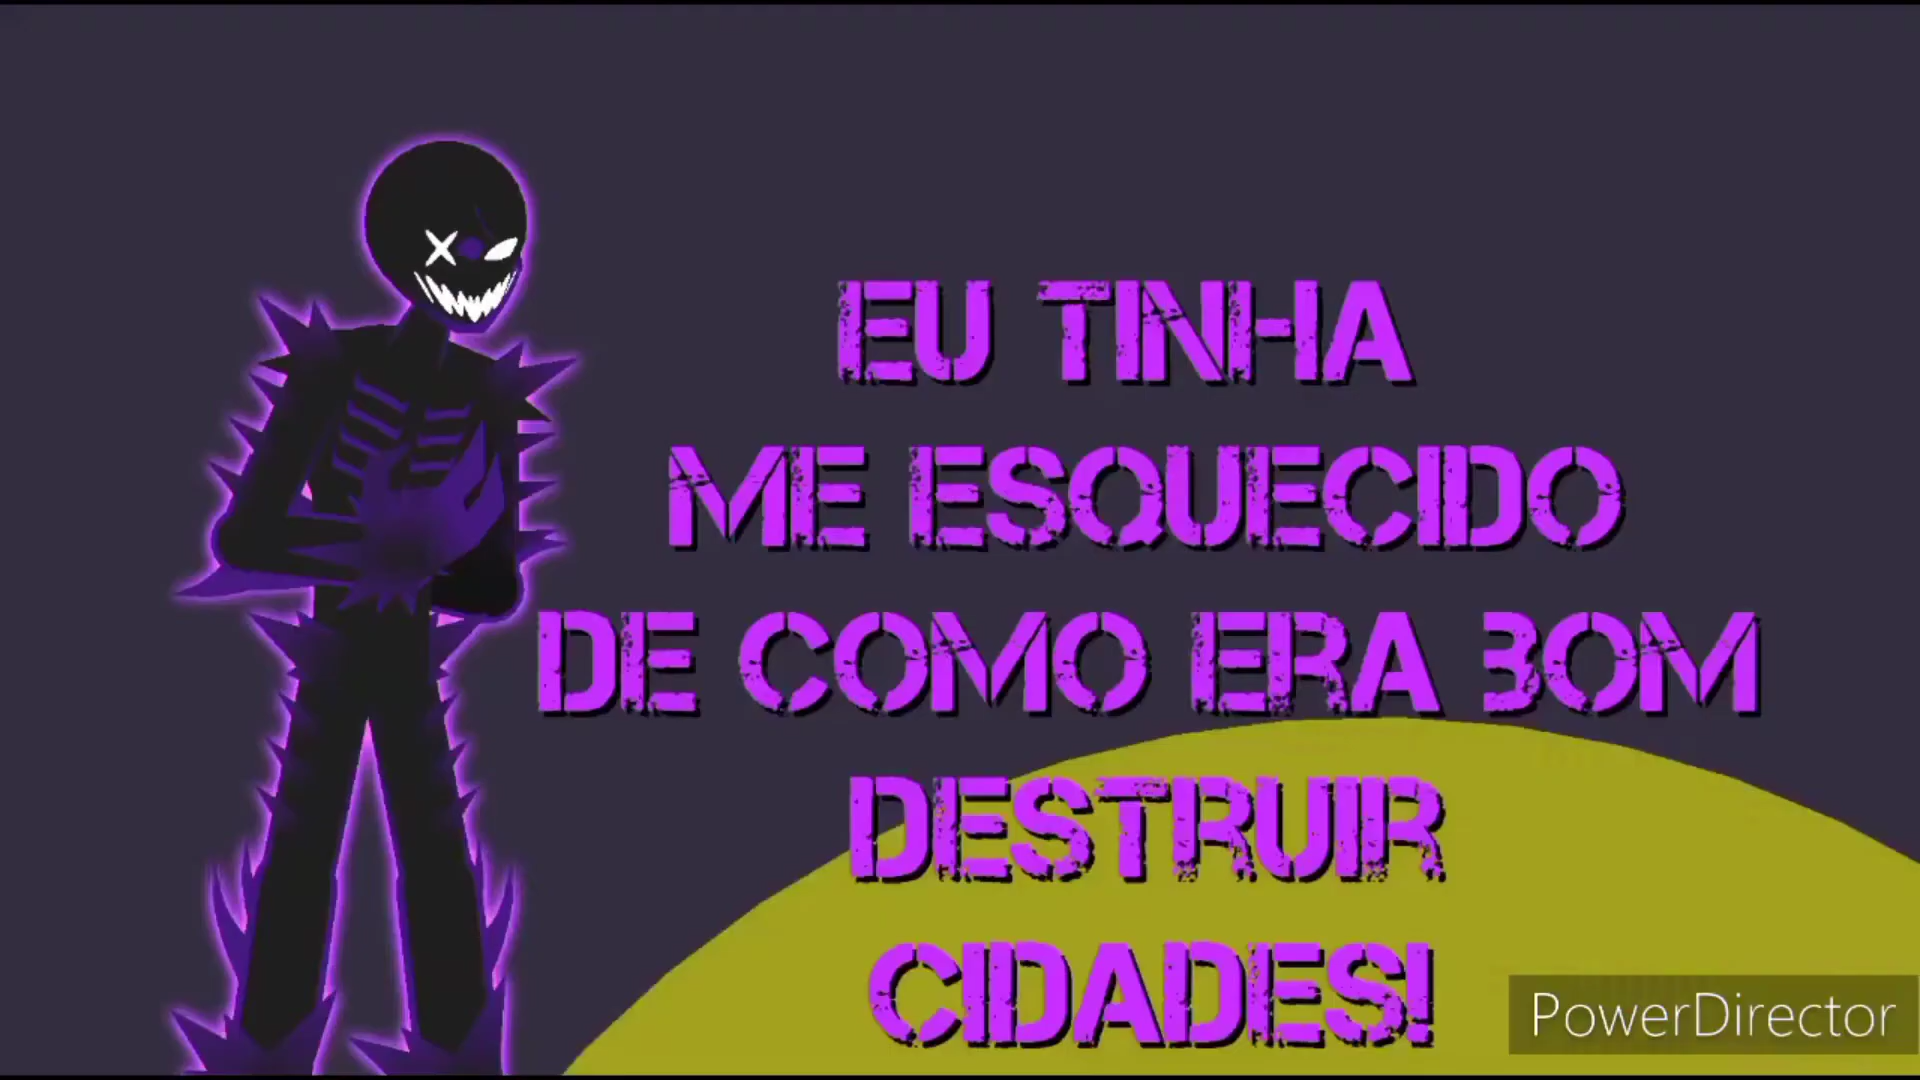 EU TINHA
ME ESQUECIDO
DE COMO ERA BOM
DESTRUIR
CIDADES!
PowerDirector